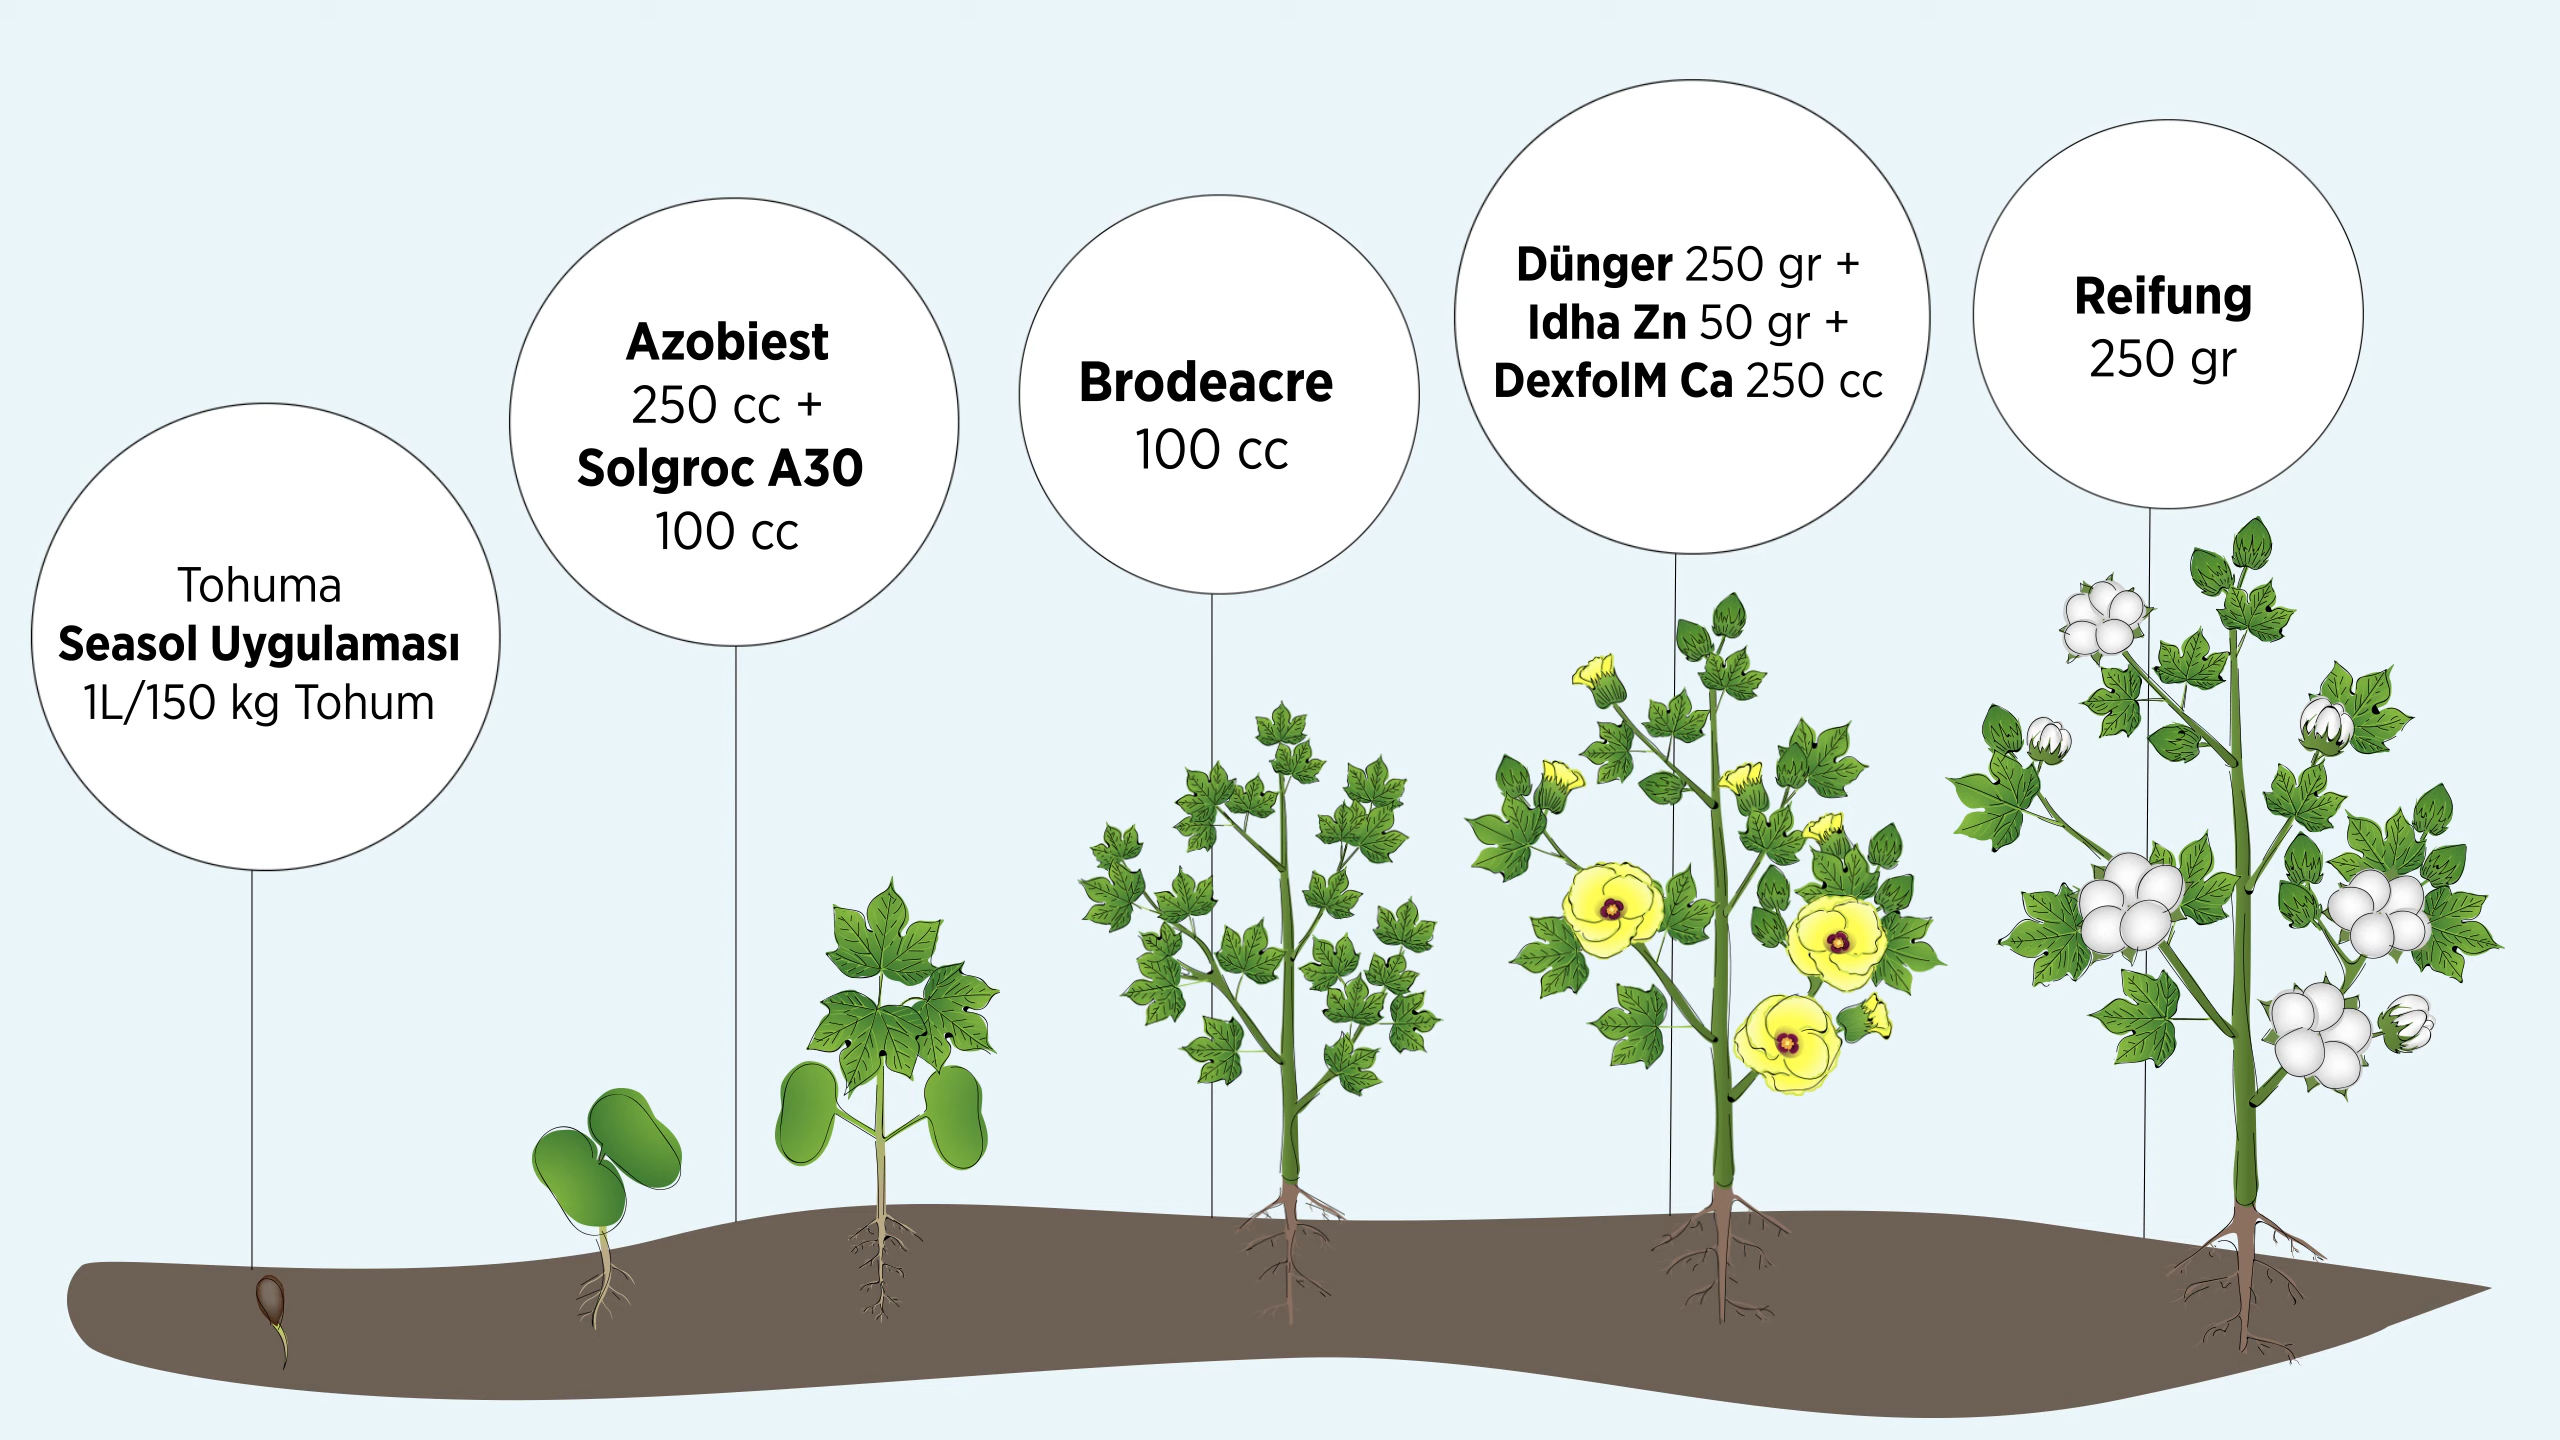 Tohuma
Seasol Uygulaması
1L/150 kg Tohum
Azobiest
250 cc +
Solgroc A30
100 cc
Brodeacre
100 cc
Dünger 250 gr +
Idha Zn 50 gr +
DexfolM Ca 250 cc
Reifung
250 gr